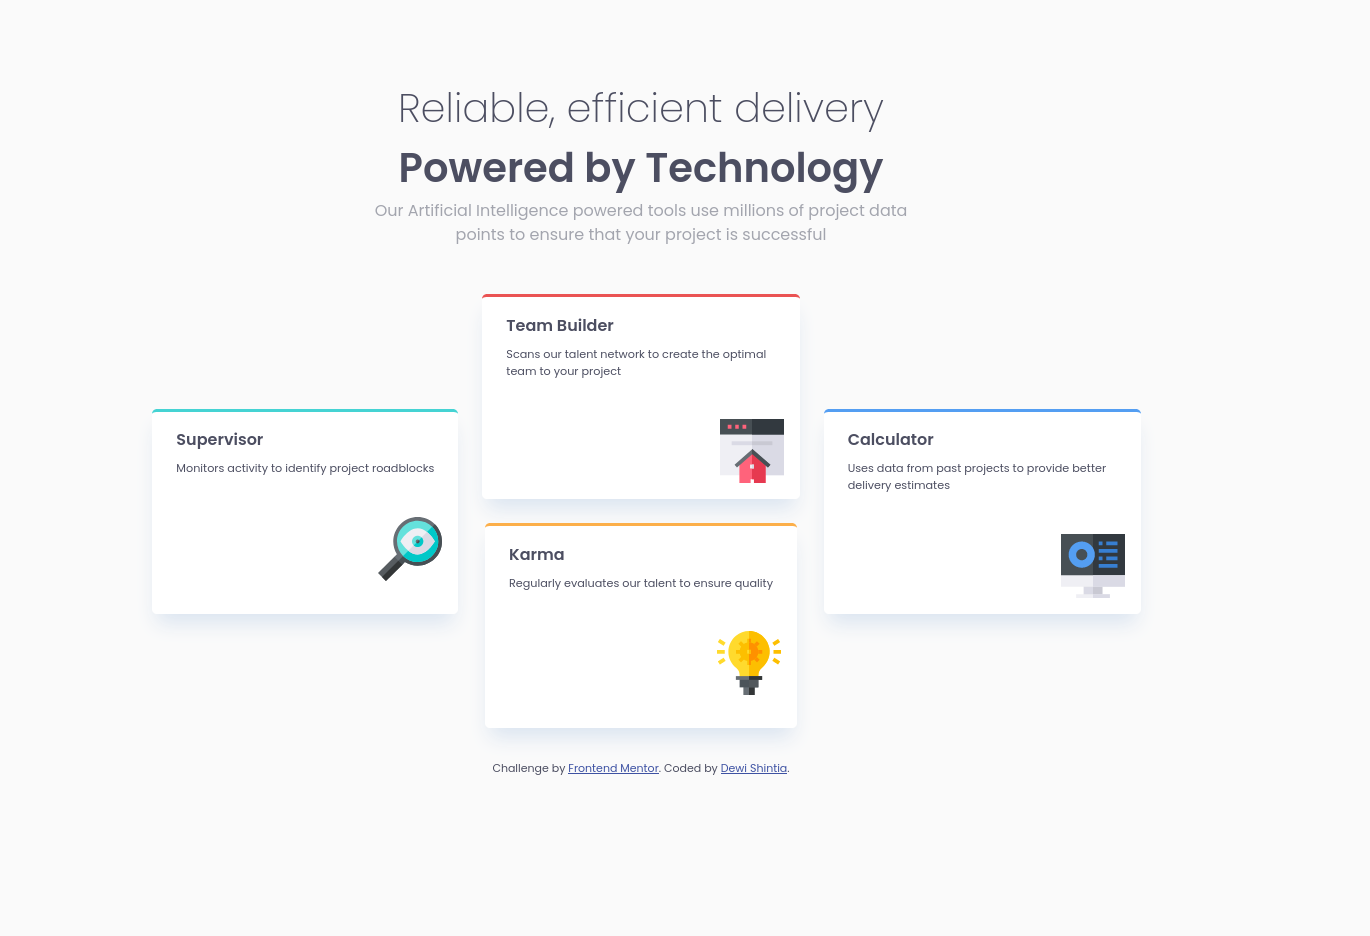 Reliable, efficient delivery
Powered by Technology
Our Artificial Intelligence powered tools use millions of project data
points to ensure that your project is successful
Supervisor
Monitors activity to identify project roadblocks
Team Builder
Scans our talent network to create the optimal
team to your project
Karma
Regularly evaluates our talent to ensure quality
Calculator
Uses data from past projects to provide better
delivery estimates
Challenge by Frontend Mentor. Coded by Dewi Shintia.